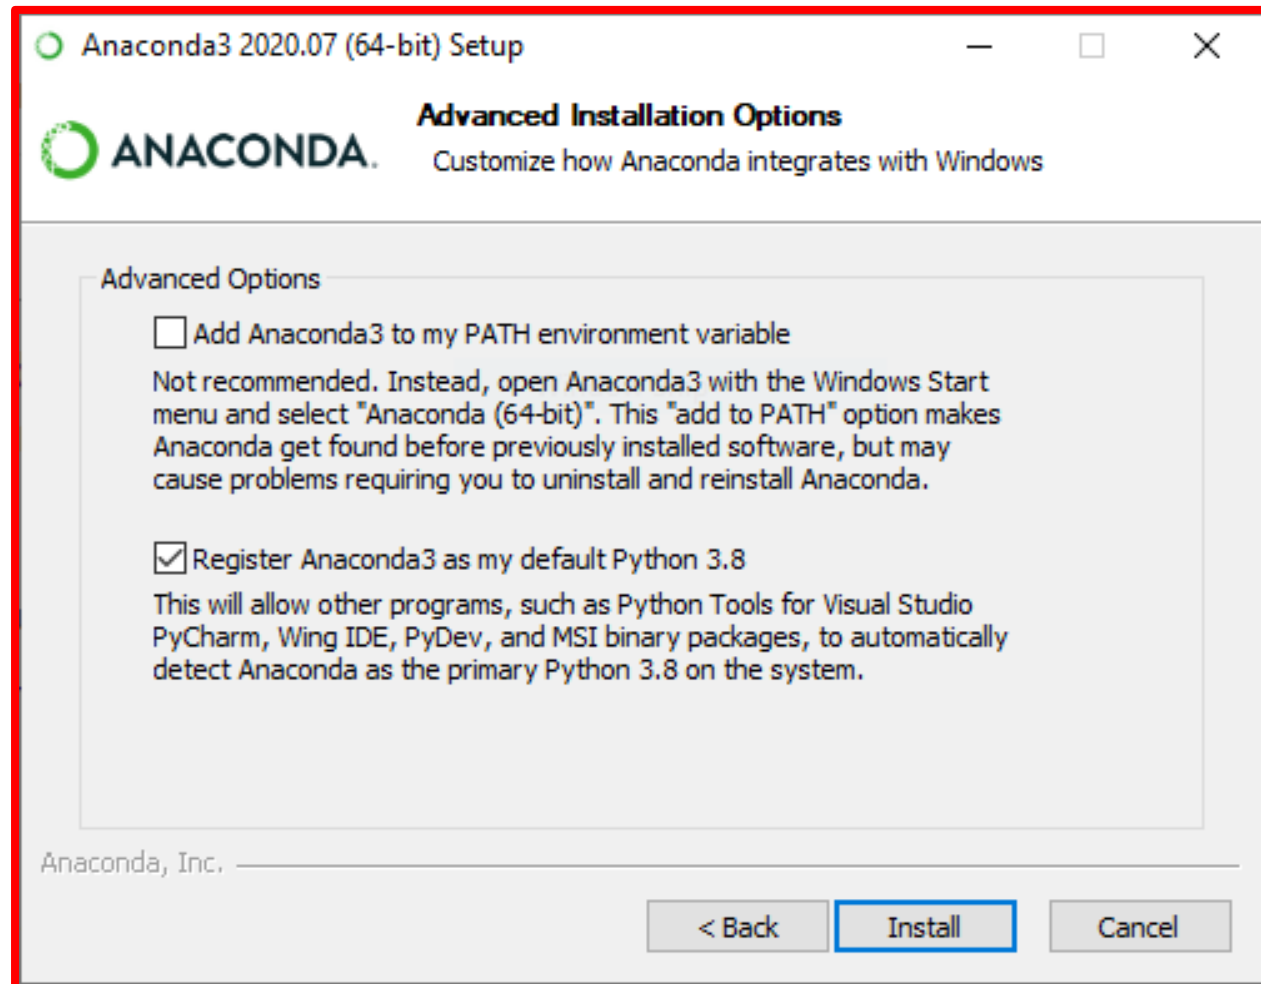 Anaconda3 2020.07 (64-bit) Setup
ANACONDA.
Advanced Installation Options
Customize how Anaconda integrates with Windows
Advanced Options
Add Anaconda3 to my PATH environment variable
Not recommended. Instead, open Anaconda3 with the Windows Start
menu and select "Anaconda (64-bit)". This "add to PATH" option makes
Anaconda get found before previously installed software, but may
cause problems requiring you to uninstall and reinstall Anaconda.
Register Anaconda3 as my default Python 3.8
This will allow other programs, such as Python Tools for Visual Studio
PyCharm, Wing IDE, PyDev, and MSI binary packages, to automatically
detect Anaconda as the primary Python 3.8 on the system.
Anaconda, Inc.
< Back Install Cancel